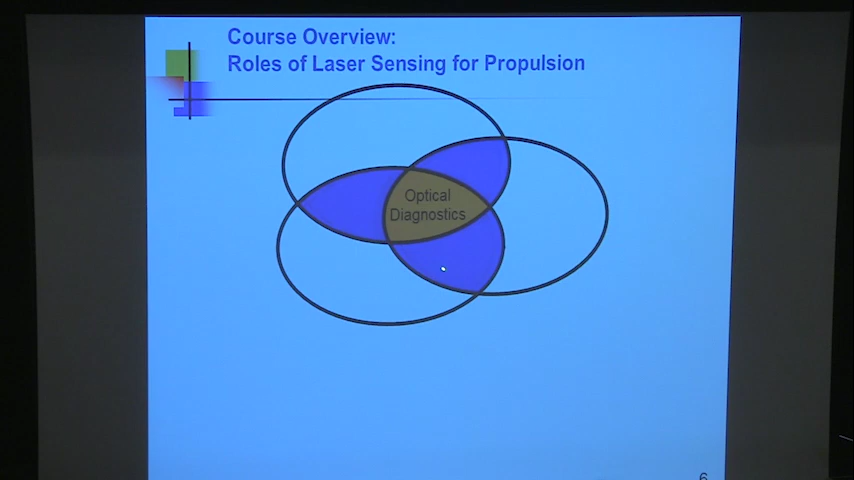 Course Overview:
Roles of Laser Sensing for Propulsion
Optical
Diagnostics
6